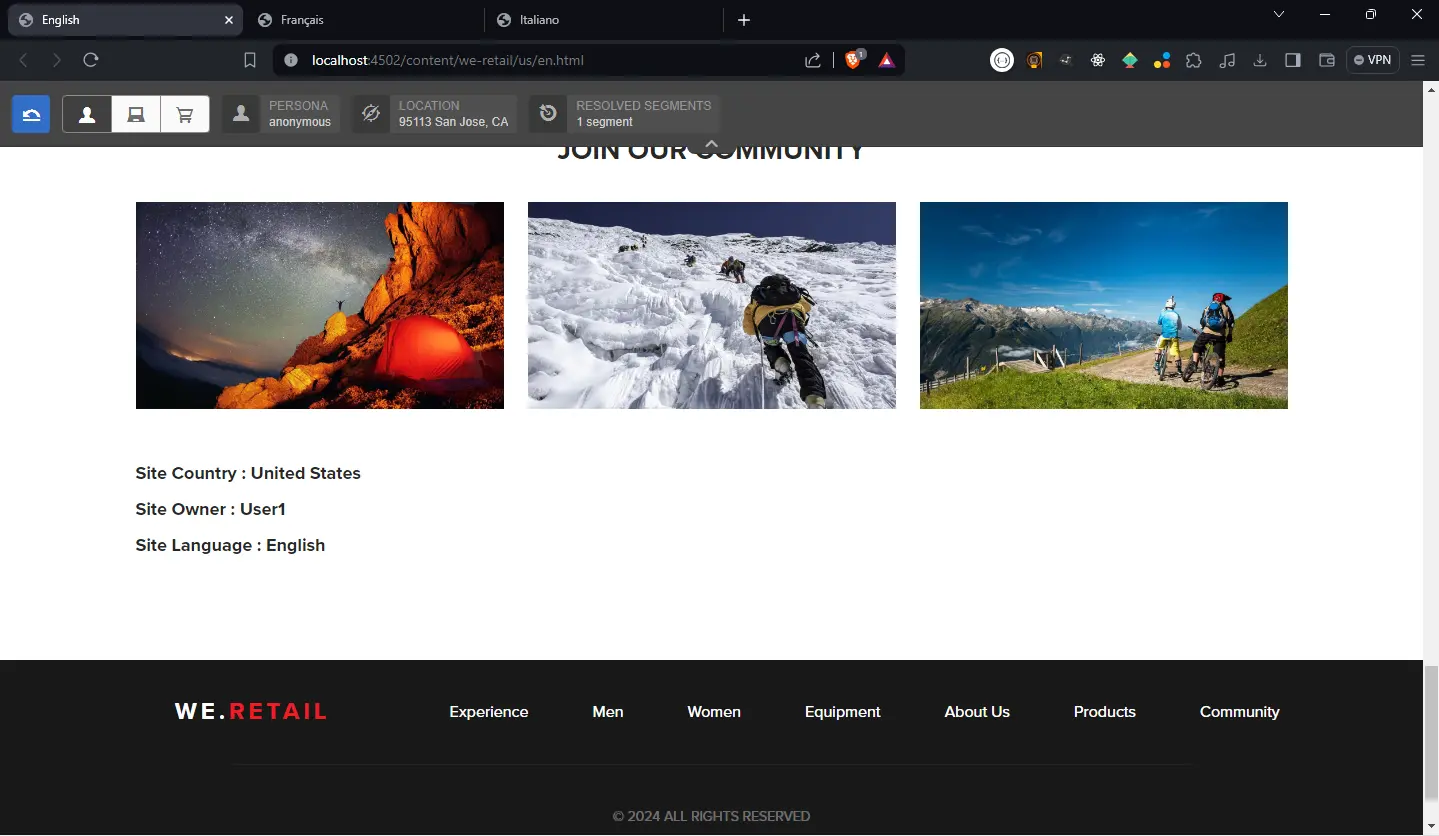 English
Français
Italiano
localhost:4502/content/we-retail/us/en.html
1
VPN
PERSONA
anonymous
LOCATION
95113 San Jose, CA
RESOLVED SEGMENTS
1 segment
JOIN OUR COMMUNITY
Site Country : United States
Site Owner : User1
Site Language : English
WE.RETAIL
Experience
Men
Women
Equipment
About Us
Products
Community
© 2024 ALL RIGHTS RESERVED